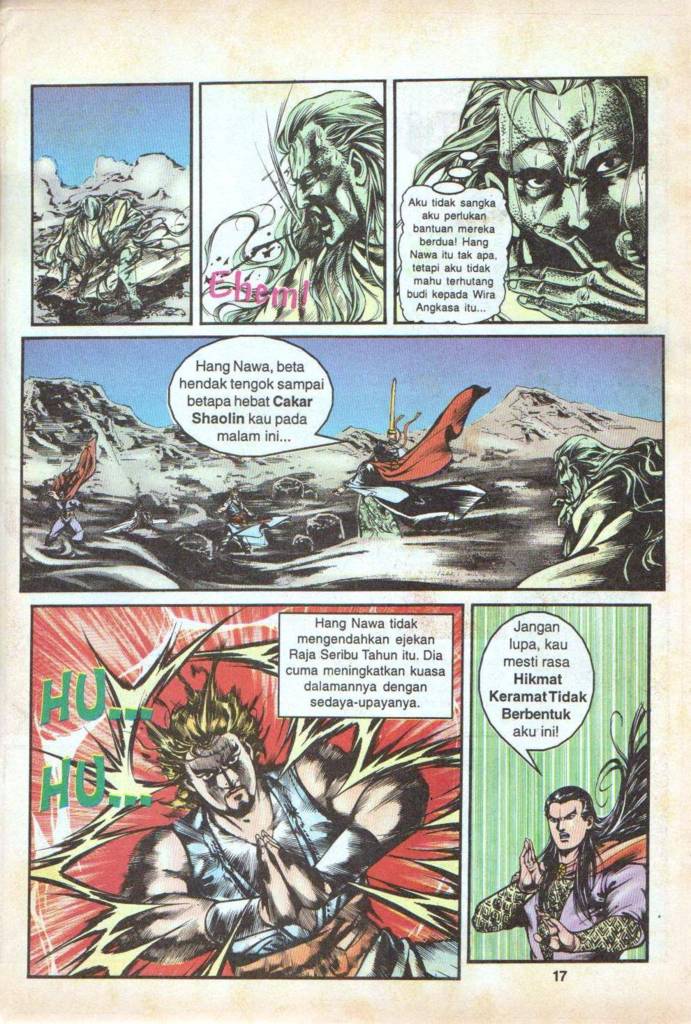 Ehem!
Aku tidak sangka
aku perlukan
bantuan mereka
berdua! Hang
Nawa itu tak apa,
tetapi aku tidak
mahu terhutang
budi kepada Wira
Angkasa itu...
Hang Nawa, beta
hendak tengok sampai
betapa hebat Cakar
Shaolin kau pada
malam ini...
HU...
HU...
Hang Nawa tidak
mengendahkan ejekan
Raja Seribu Tahun itu. Dia
cuma meningkatkan kuasa
dalamannya dengan
sedaya-upayanya.
Jangan
lupa, kau
mesti rasa
Hikmat
Keramat Tidak
Berbentuk
aku ini!
17